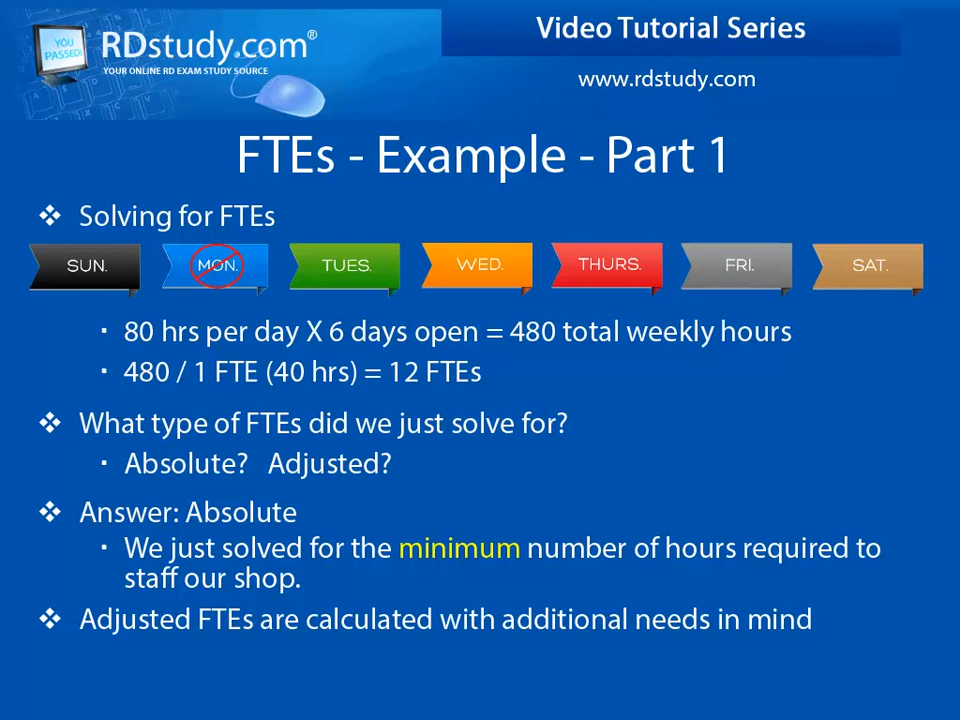 YOU PASSED!
RDstudy.com®
YOUR ONLINE RD EXAM STUDY SOURCE
Video Tutorial Series
www.rdstudy.com
FTEs - Example - Part 1
❖ Solving for FTEs
SUN. MON. TUES. WED. THURS. FRI. SAT.
▪ 80 hrs per day X 6 days open = 480 total weekly hours
▪ 480 / 1 FTE (40 hrs) = 12 FTEs
❖ What type of FTEs did we just solve for?
▪ Absolute? Adjusted?
❖ Answer: Absolute
▪ We just solved for the minimum number of hours required to
staff our shop.
❖ Adjusted FTEs are calculated with additional needs in mind